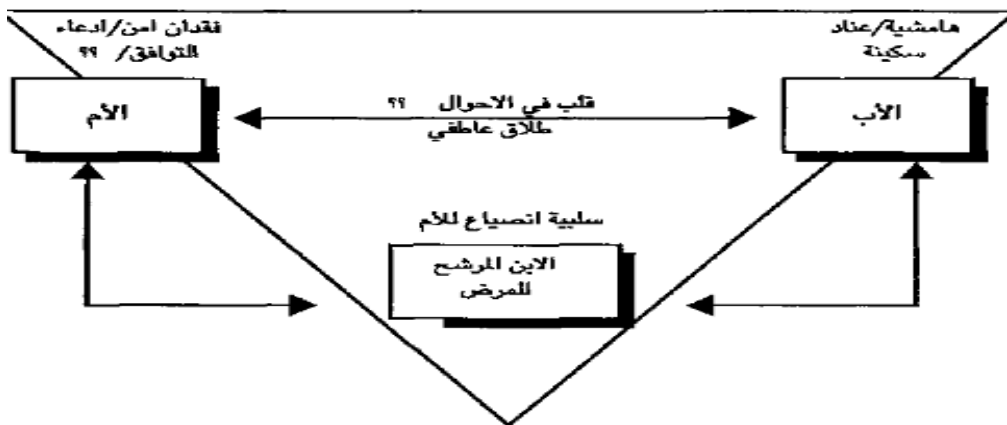 هامشية/عناد
سكينة
فقدان امن/ادعاء
التوافق/ ؟؟
الأب
قلب في الاحوال ؟؟
طلاق عاطفي
الأم
سلبية انصياع للأم
الابن المرشح
للمرض